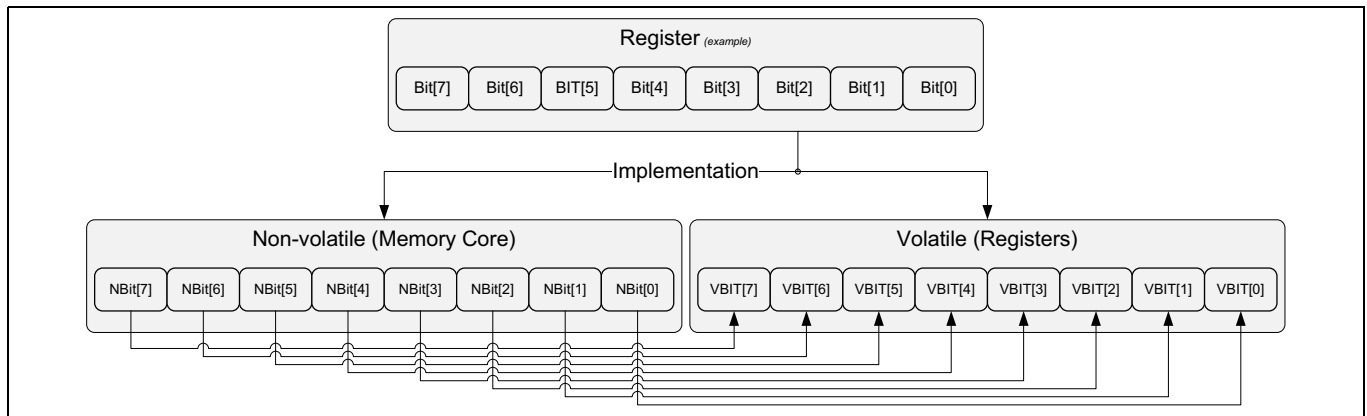 Register (example)
Bit[7] Bit[6] BIT[5] Bit[4] Bit[3] Bit[2] Bit[1] Bit[0]
Implementation
Non-volatile (Memory Core)
NBit[7] NBit[6] NBit[5] NBit[4] NBit[3] NBit[2] NBit[1] NBit[0]
Volatile (Registers)
VBIT[7] VBIT[6] VBIT[5] VBIT[4] VBIT[3] VBIT[2] VBIT[1] VBIT[0]